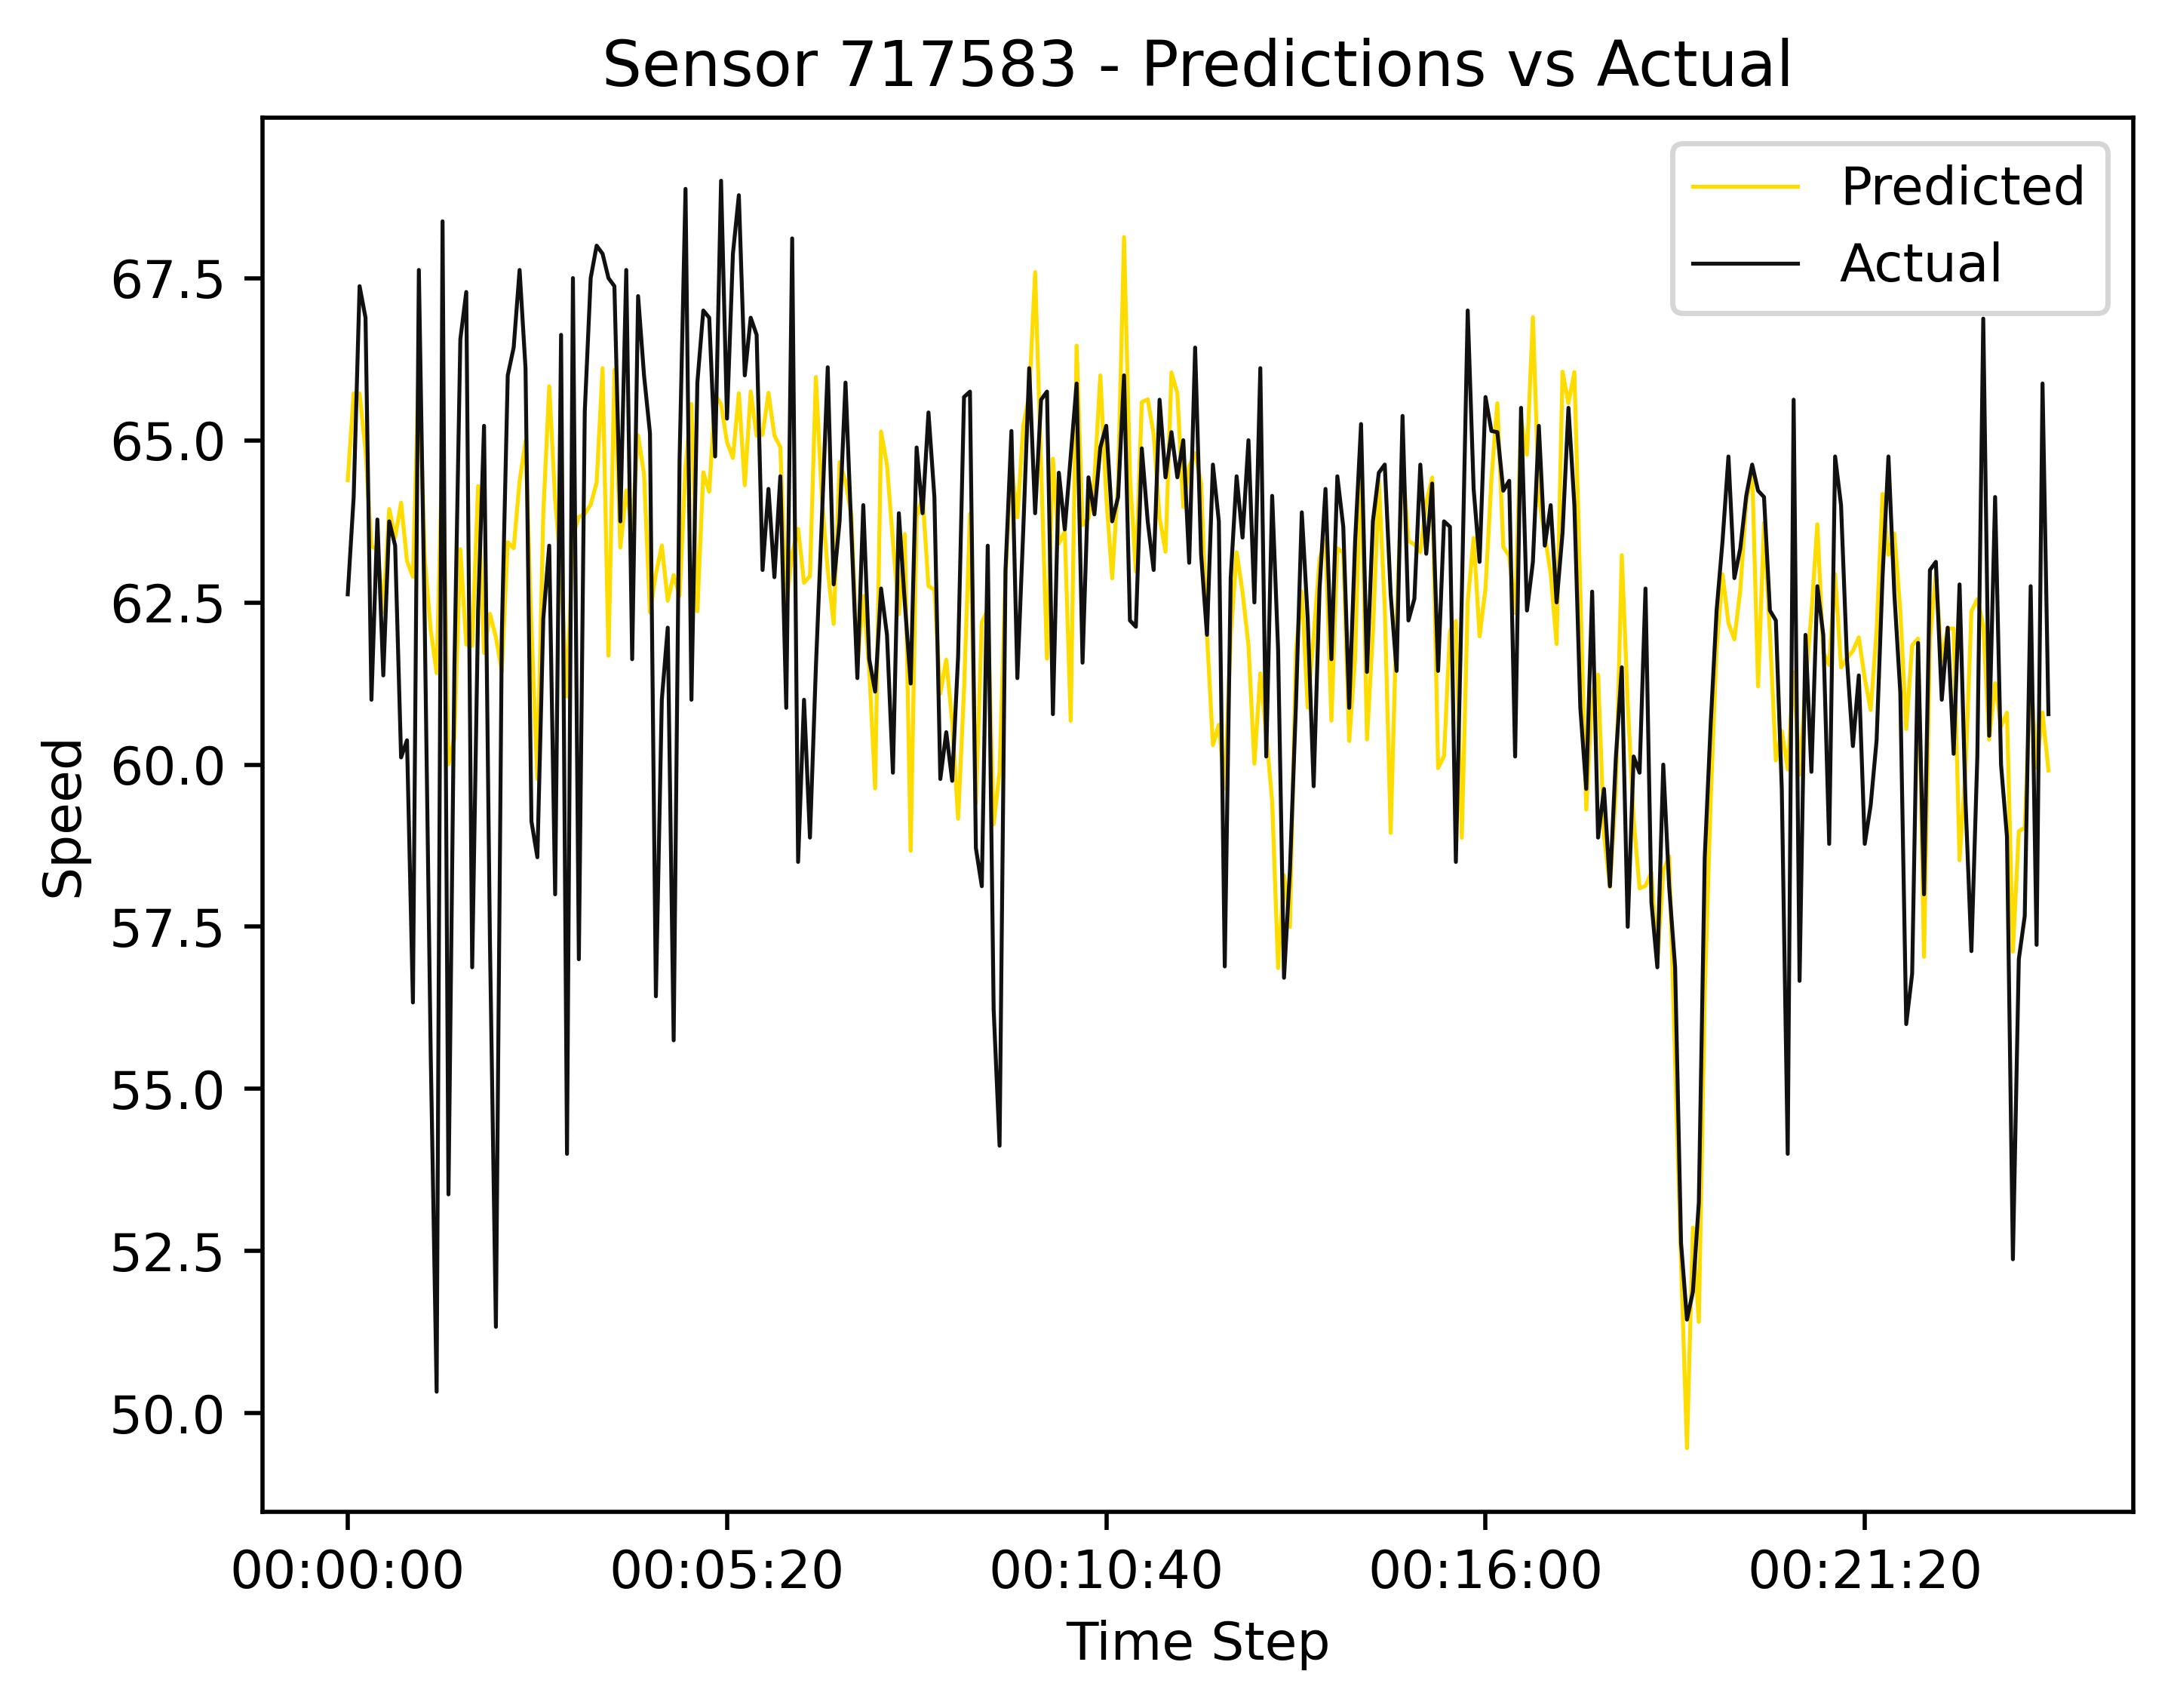 Sensor 717583 - Predictions vs Actual
Predicted
Actual
67.5
65.0
62.5
60.0
57.5
55.0
52.5
50.0
Speed
00:00:00 00:05:20 00:10:40 00:16:00 00:21:20
Time Step